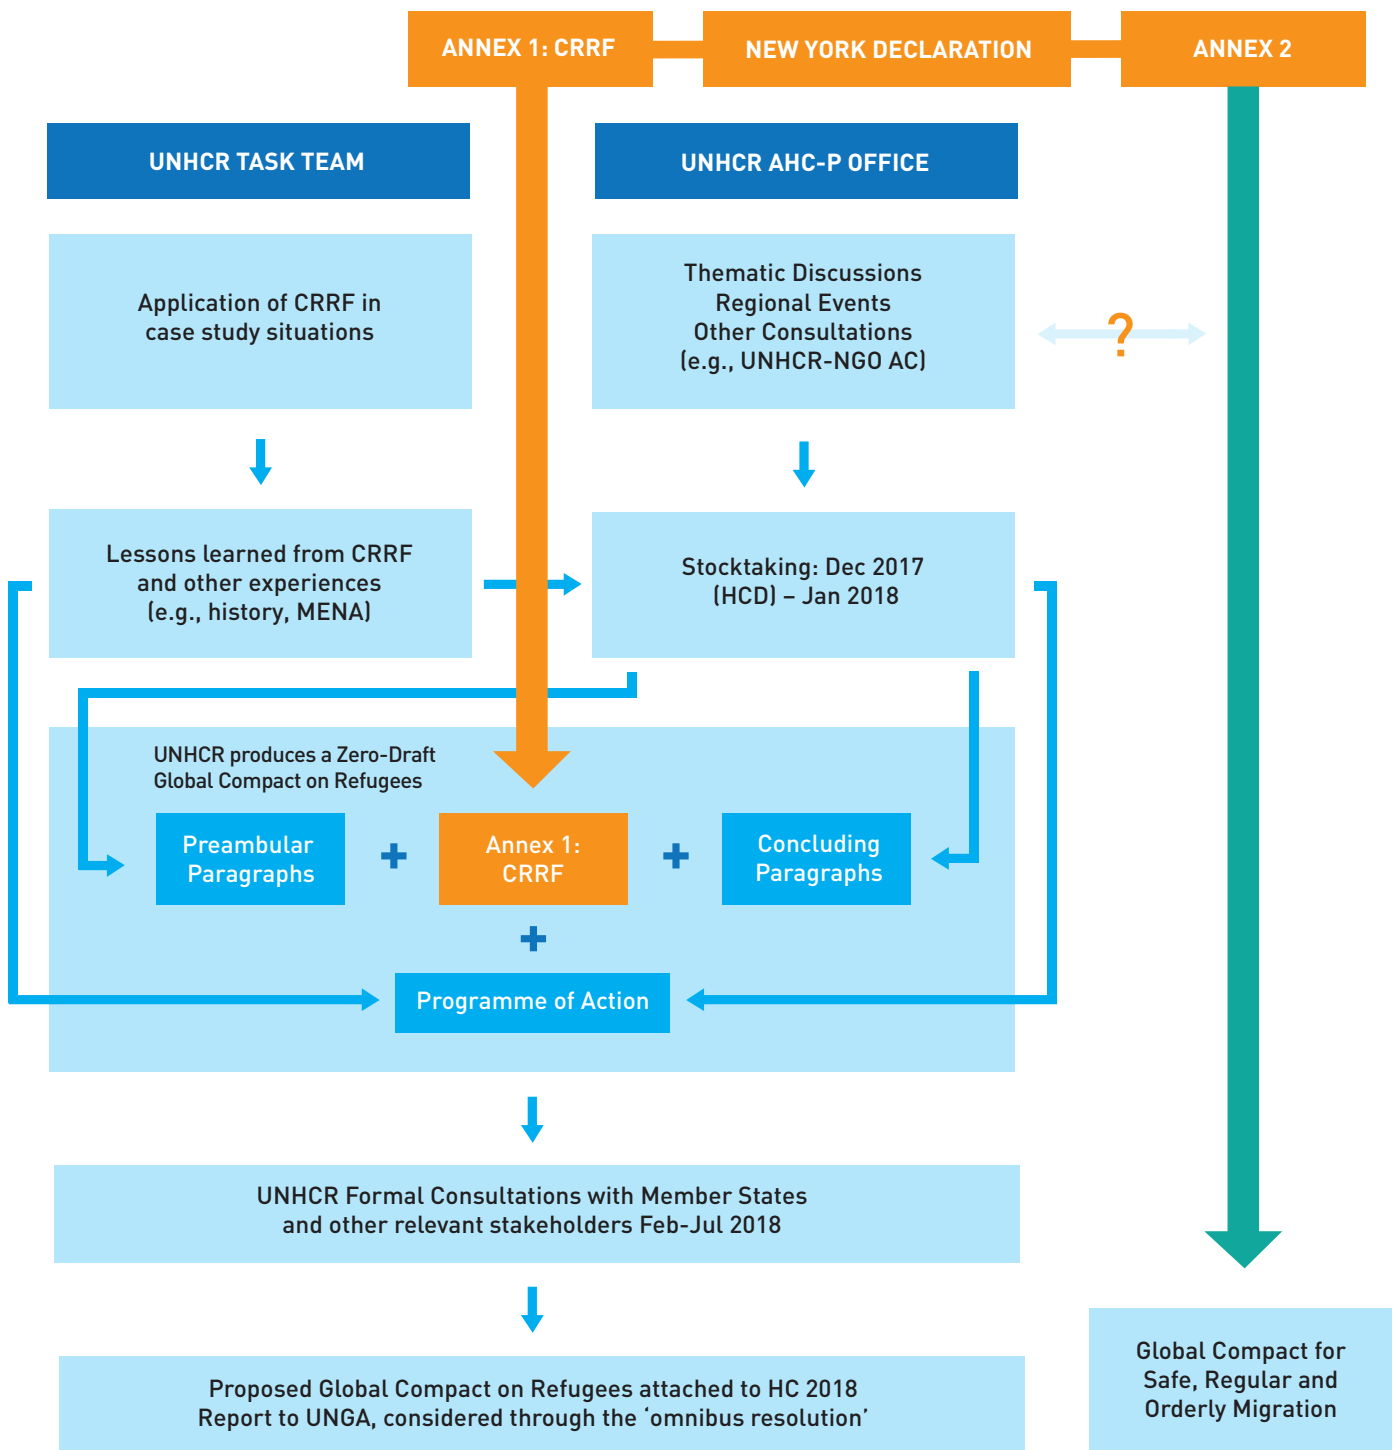 ANNEX 1: CRRF
NEW YORK DECLARATION
ANNEX 2
UNHCR TASK TEAM
UNHCR AHC-P OFFICE
Application of CRRF in
case study situations
Thematic Discussions
Regional Events
Other Consultations
(e.g., UNHCR-NGO AC)
?
Lessons learned from CRRF
and other experiences
(e.g., history, MENA)
Stocktaking: Dec 2017
(HCD) – Jan 2018
UNHCR produces a Zero-Draft
Global Compact on Refugees
Preambular
Paragraphs
+
Annex 1:
CRRF
+
Concluding
Paragraphs
+
Programme of Action
UNHCR Formal Consultations with Member States
and other relevant stakeholders Feb-Jul 2018
Proposed Global Compact on Refugees attached to HC 2018
Report to UNGA, considered through the ‘omnibus resolution’
Global Compact for
Safe, Regular and
Orderly Migration